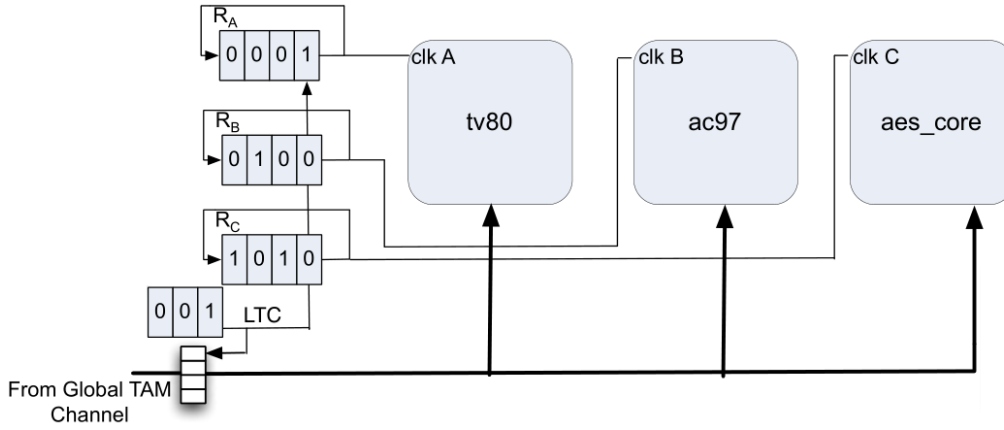 R_A
0 0 0 1
clk A
clk B
clk C
tv80
ac97
aes_core
R_B
0 1 0 0
R_C
1 0 1 0
0 0 1
LTC
From Global TAM
Channel